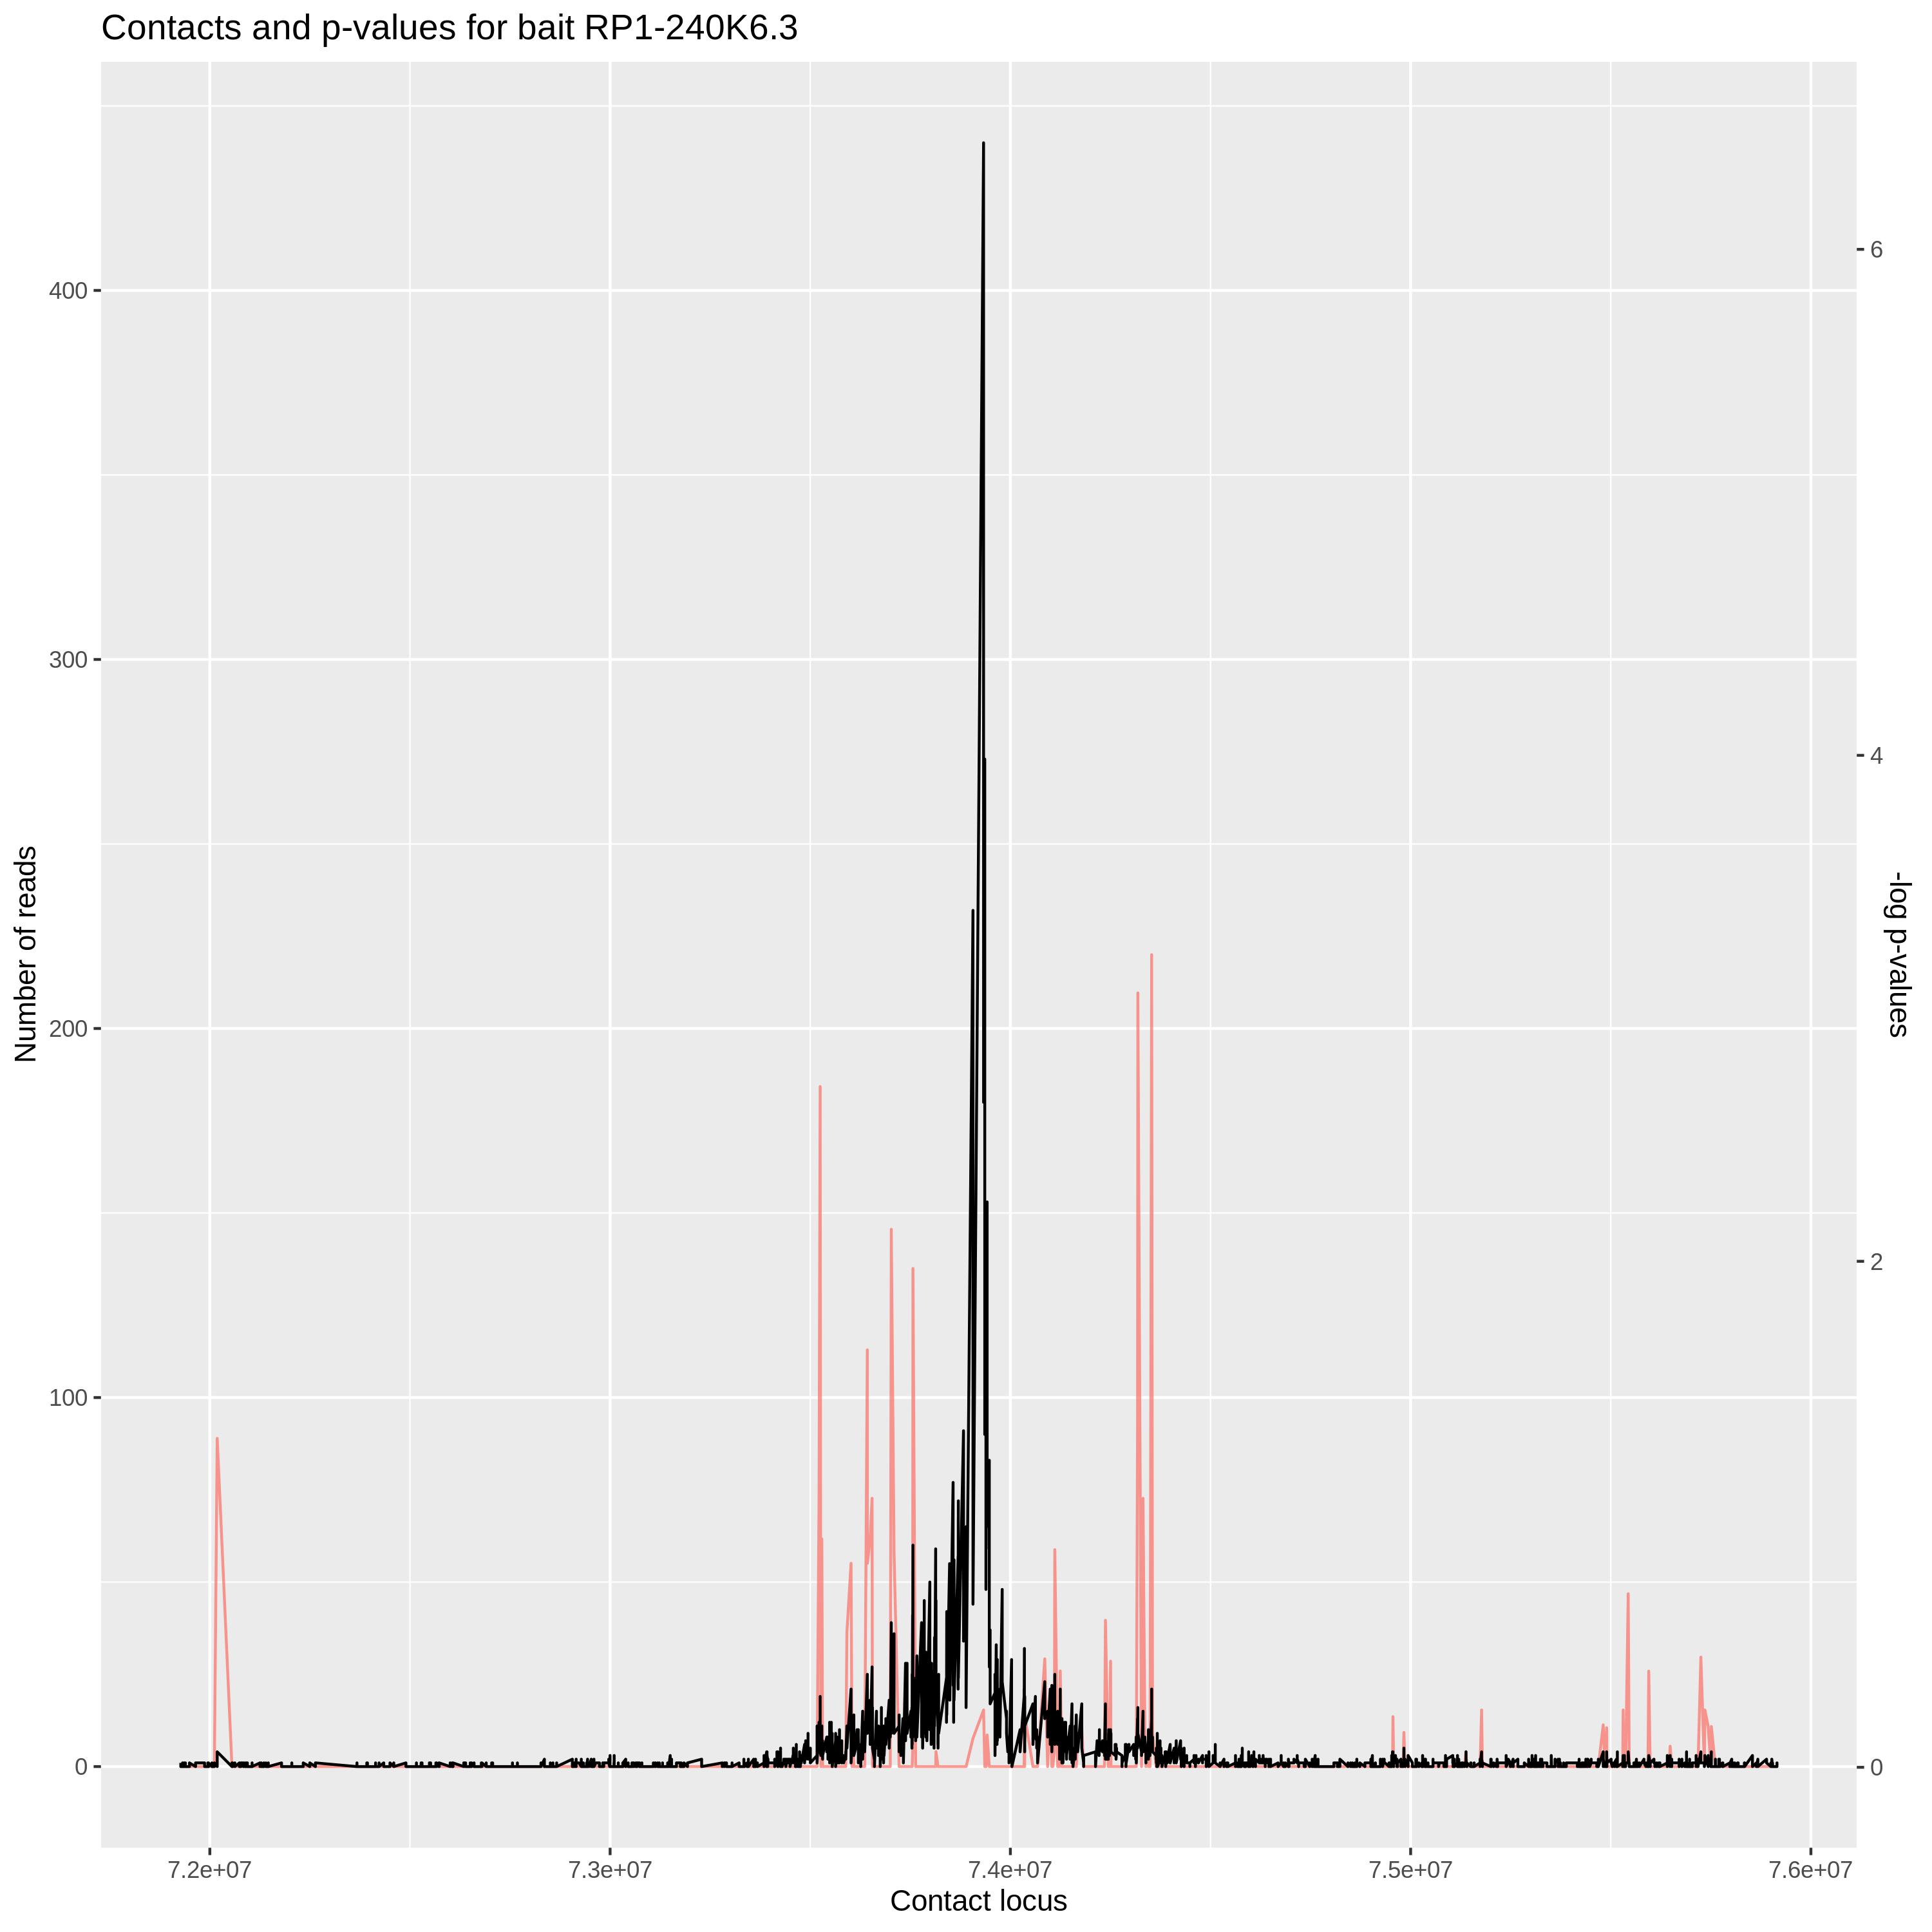 Contacts and p-values for bait RP1-240K6.3
400
300
200
100
0
Number of reads
6
4
2
0
-log p-values
7.2e+07
7.3e+07
7.4e+07
7.5e+07
7.6e+07
Contact locus